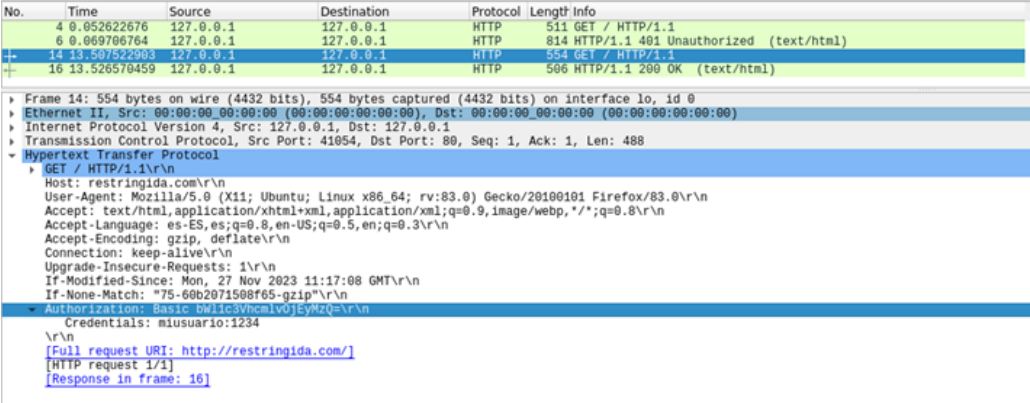 No. Time Source Destination Protocol Length Info
4 0.052622676 127.0.0.1 127.0.0.1 HTTP 511 GET / HTTP/1.1
6 0.069706764 127.0.0.1 127.0.0.1 HTTP 814 HTTP/1.1 401 Unauthorized (text/html)
14 13.507522903 127.0.0.1 127.0.0.1 HTTP 554 GET / HTTP/1.1
16 13.526570459 127.0.0.1 127.0.0.1 HTTP 506 HTTP/1.1 200 OK (text/html)
Frame 14: 554 bytes on wire (4432 bits), 554 bytes captured (4432 bits) on interface lo, id 0
Ethernet II, Src: 00:00:00_00:00:00 (00:00:00:00:00:00), Dst: 00:00:00_00:00:00 (00:00:00:00:00:00)
Internet Protocol Version 4, Src: 127.0.0.1, Dst: 127.0.0.1
Transmission Control Protocol, Src Port: 41054, Dst Port: 80, Seq: 1, Ack: 1, Len: 488
Hypertext Transfer Protocol
GET / HTTP/1.1\r\n
Host: restringida.com\r\n
User-Agent: Mozilla/5.0 (X11; Ubuntu; Linux x86_64; rv:83.0) Gecko/20100101 Firefox/83.0\r\n
Accept: text/html,application/xhtml+xml,application/xml;q=0.9,image/webp,*/*;q=0.8\r\n
Accept-Language: es-ES,es;q=0.8,en-US;q=0.5,en;q=0.3\r\n
Accept-Encoding: gzip, deflate\r\n
Connection: keep-alive\r\n
Upgrade-Insecure-Requests: 1\r\n
If-Modified-Since: Mon, 27 Nov 2023 11:17:08 GMT\r\n
If-None-Match: "75-60b2071508f65-gzip"\r\n
Authorization: Basic bWl1c3VhcmlvOjEyMzQ=\r\n
Credentials: miusuario:1234
\r\n
[Full request URI: http://restringida.com/]
[HTTP request 1/1]
[Response in frame: 16]